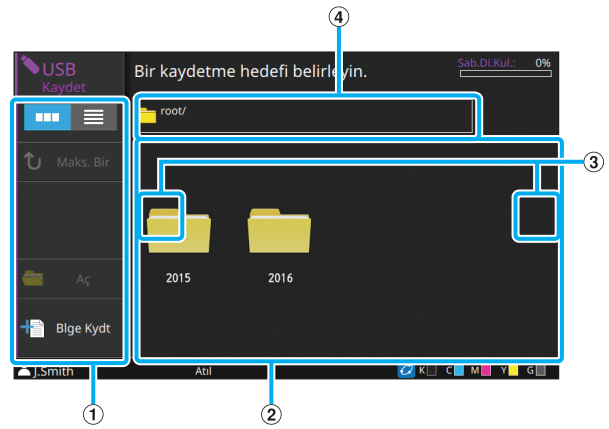 4
USB
Kaydet
Bir kaydetme hedefi belirleyin.
Sab.Di.Kul.: 0%
root/
Maks. Bir
3
2015 2016
Aç
Blge Kydt
J.Smith Atıl K C M Y G
1 2